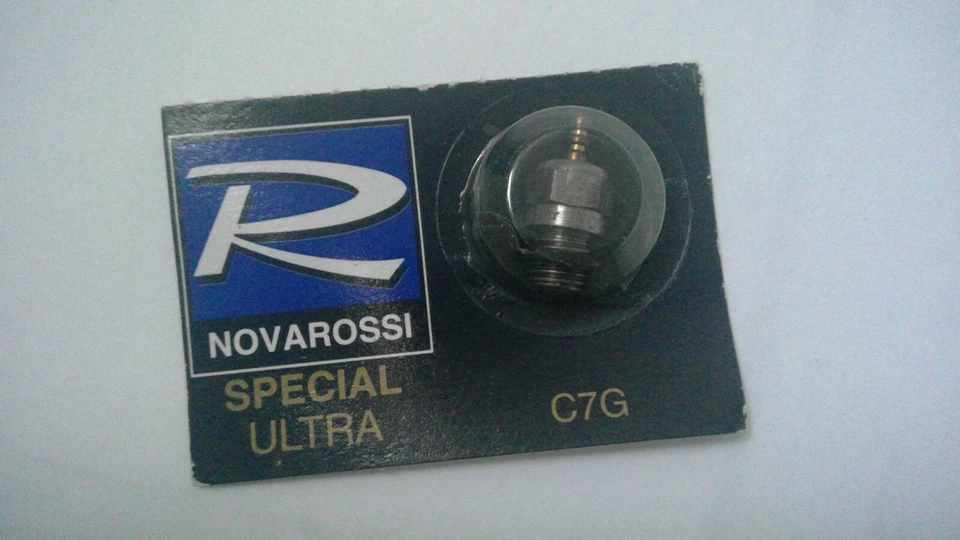 R
NOVAROSSI
SPECIAL
ULTRA
C7G